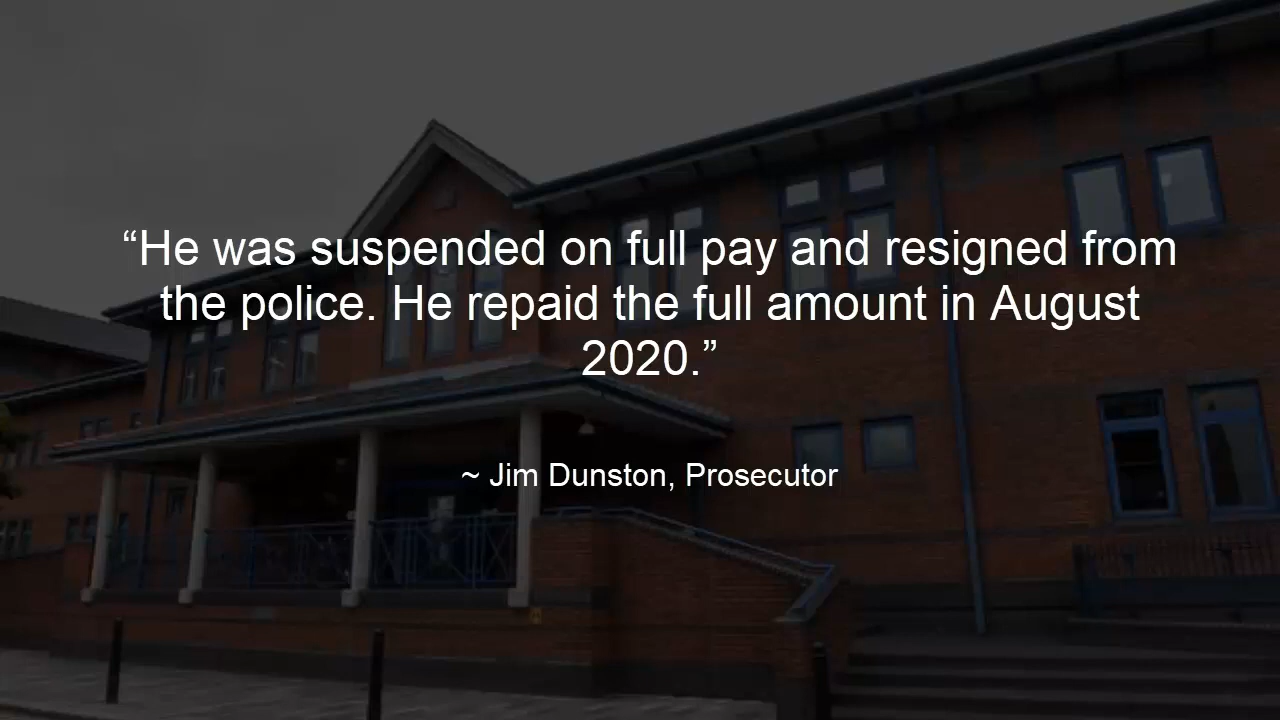 “He was suspended on full pay and resigned from
the police. He repaid the full amount in August
2020.”
~ Jim Dunston, Prosecutor